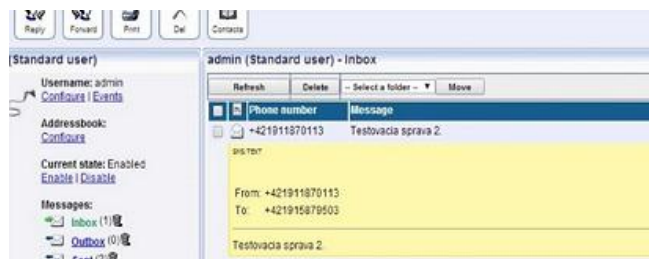 Reply Forward Print Del Contacts
(Standard user)
Username: admin
Configure | Events
Addressbook:
Configure
Current state: Enabled
Enable | Disable
Messages:
Inbox (1)
Outbox (0)
admin (Standard user) - Inbox
Refresh Delete -- Select a folder -- Move
Phone number Message
+421911870113 Testovacia sprava 2.
SMS:TEXT
From: +421911870113
To: +421915879503
Testovacia sprava 2.